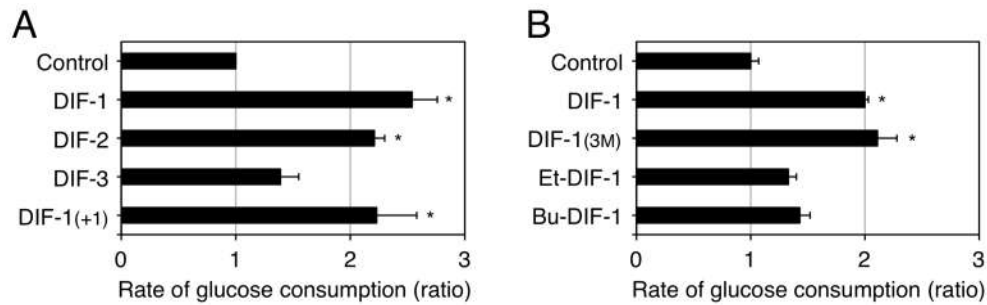 A
Control
DIF-1
*
DIF-2
*
DIF-3
DIF-1(+1)
*
0 1 2 3
Rate of glucose consumption (ratio)
B
Control
DIF-1
*
DIF-1(3M)
*
Et-DIF-1
Bu-DIF-1
0 1 2 3
Rate of glucose consumption (ratio)